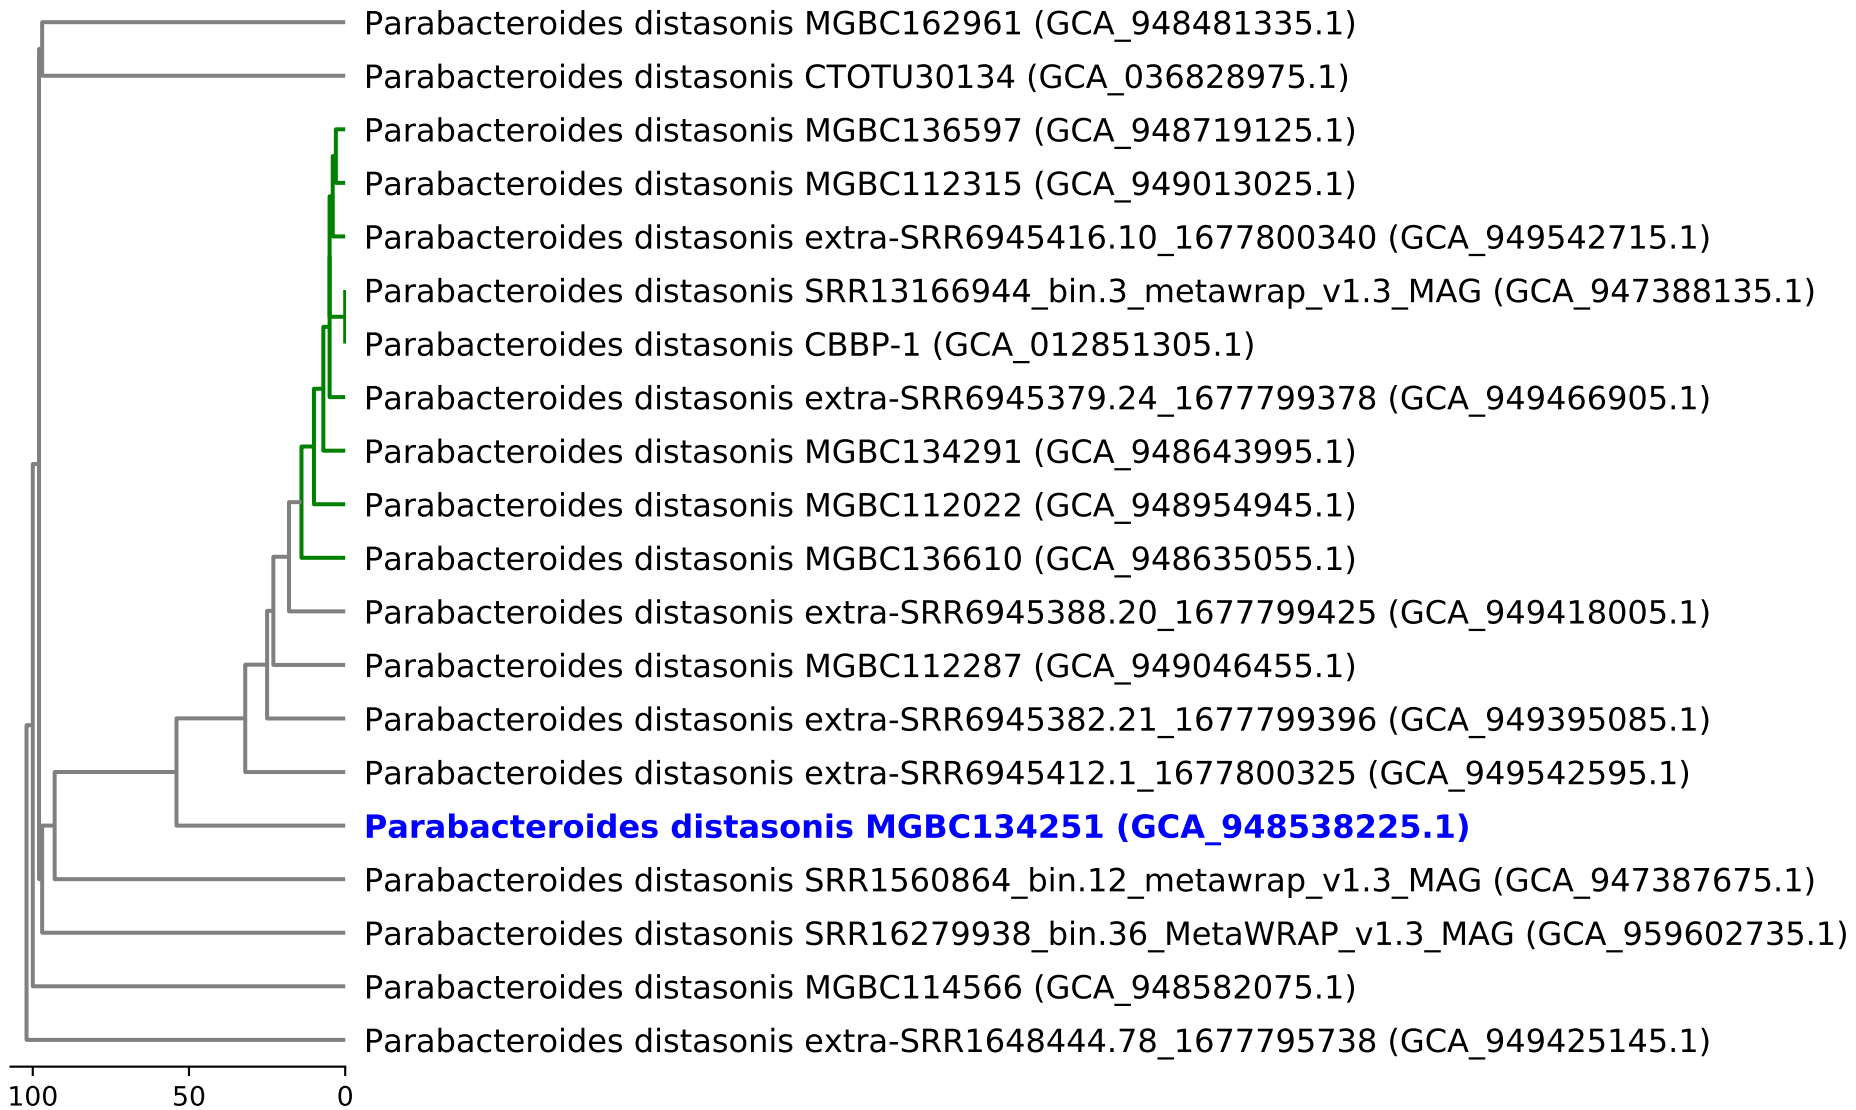 Parabacteroides distasonis MGBC162961 (GCA_948481335.1)
Parabacteroides distasonis CTOTU30134 (GCA_036828975.1)
Parabacteroides distasonis MGBC136597 (GCA_948719125.1)
Parabacteroides distasonis MGBC112315 (GCA_949013025.1)
Parabacteroides distasonis extra-SRR6945416.10_1677800340 (GCA_949542715.1)
Parabacteroides distasonis SRR13166944_bin.3_metawrap_v1.3_MAG (GCA_947388135.1)
Parabacteroides distasonis CBBP-1 (GCA_012851305.1)
Parabacteroides distasonis extra-SRR6945379.24_1677799378 (GCA_949466905.1)
Parabacteroides distasonis MGBC134291 (GCA_948643995.1)
Parabacteroides distasonis MGBC112022 (GCA_948954945.1)
Parabacteroides distasonis MGBC136610 (GCA_948635055.1)
Parabacteroides distasonis extra-SRR6945388.20_1677799425 (GCA_949418005.1)
Parabacteroides distasonis MGBC112287 (GCA_949046455.1)
Parabacteroides distasonis extra-SRR6945382.21_1677799396 (GCA_949395085.1)
Parabacteroides distasonis extra-SRR6945412.1_1677800325 (GCA_949542595.1)
Parabacteroides distasonis MGBC134251 (GCA_948538225.1)
Parabacteroides distasonis SRR1560864_bin.12_metawrap_v1.3_MAG (GCA_947387675.1)
Parabacteroides distasonis SRR16279938_bin.36_MetaWRAP_v1.3_MAG (GCA_959602735.1)
Parabacteroides distasonis MGBC114566 (GCA_948582075.1)
Parabacteroides distasonis extra-SRR1648444.78_1677795738 (GCA_949425145.1)
100 50 0